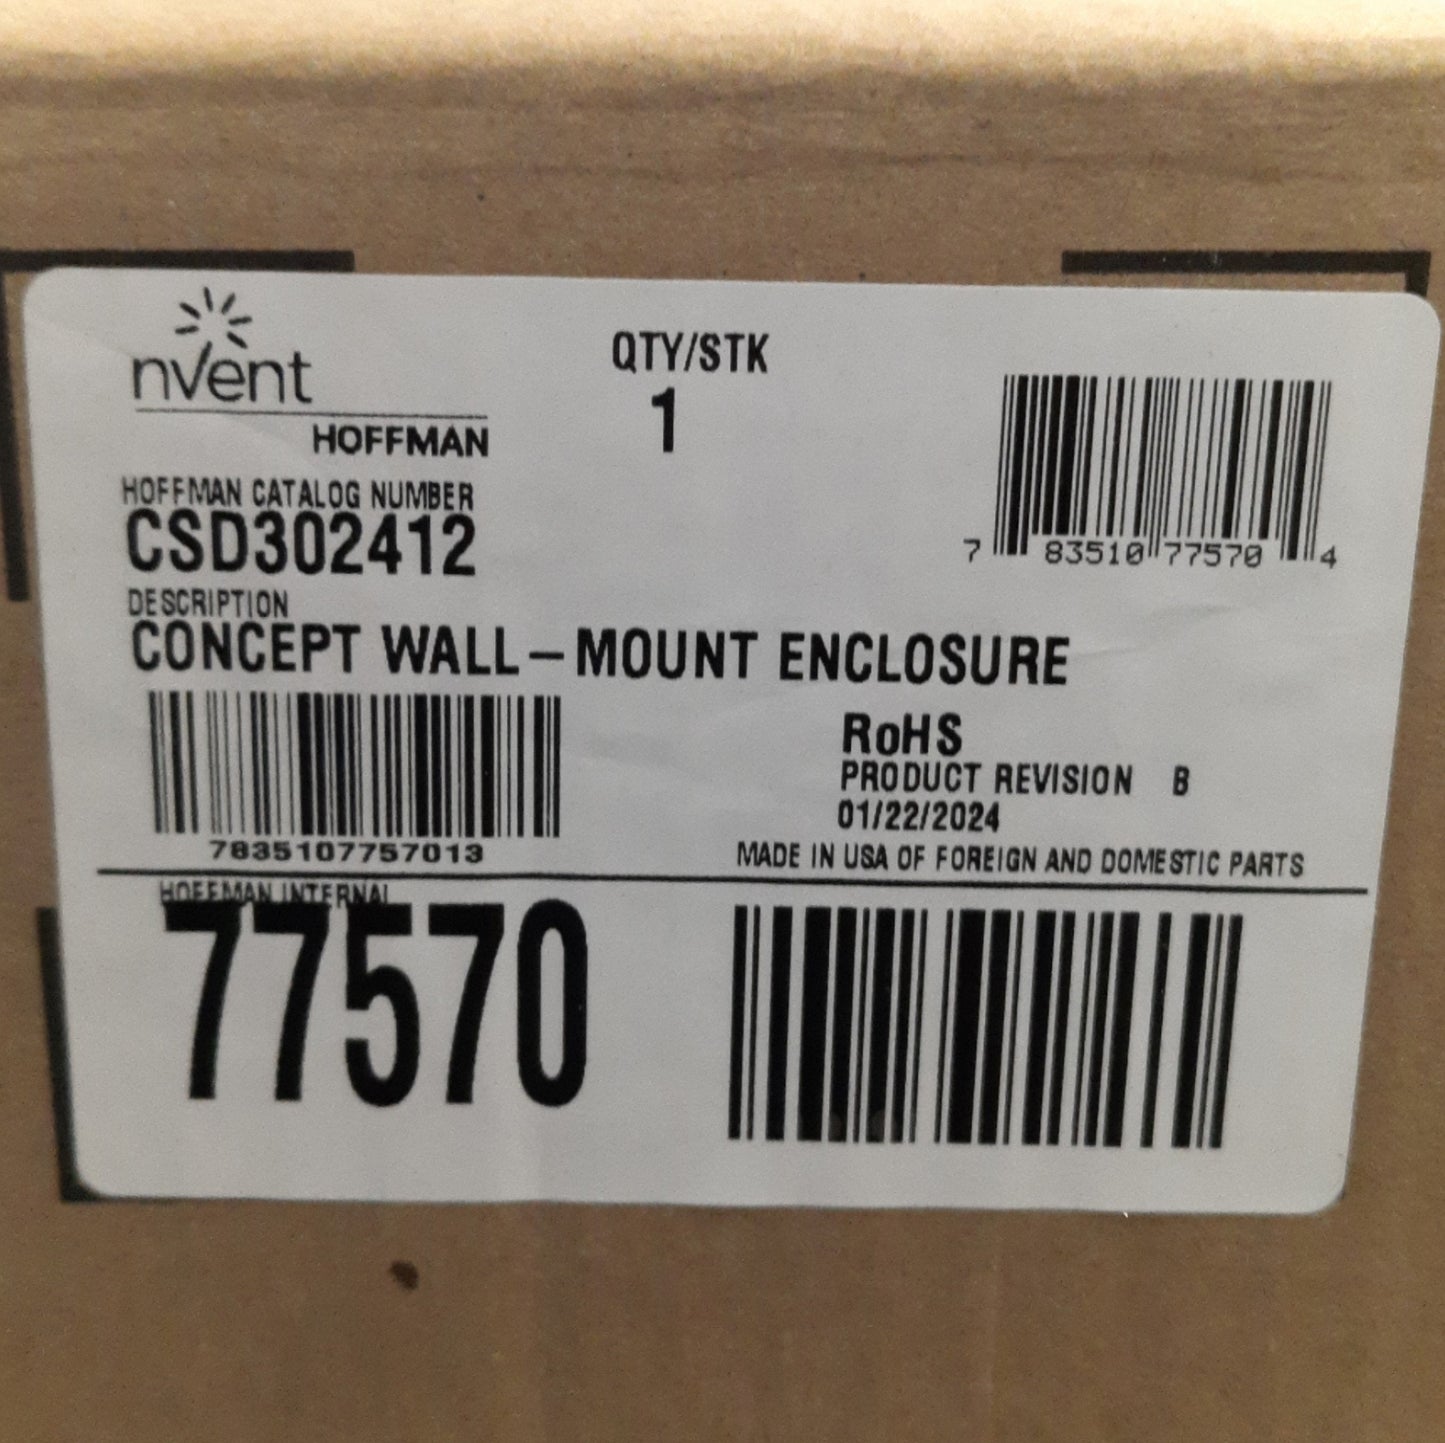 nVent
HOFFMAN
QTY/STK
1
7 83510 77570 4
HOFFMAN CATALOG NUMBER
CSD302412
DESCRIPTION
CONCEPT WALL-MOUNT ENCLOSURE
7835107757013
RoHS
PRODUCT REVISION B
01/22/2024
MADE IN USA OF FOREIGN AND DOMESTIC PARTS
HOFFMAN INTERNAL
77570